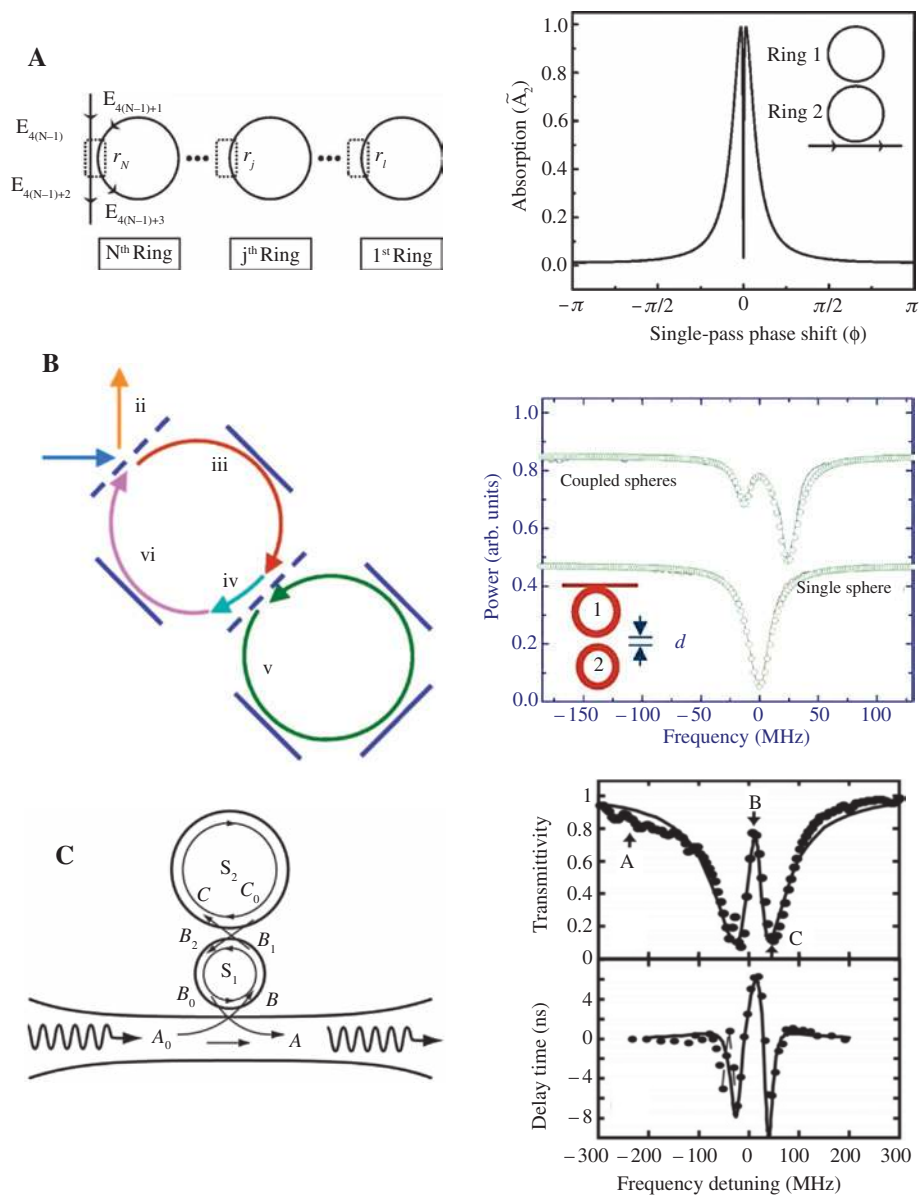 A
E4(N–1)+1
E4(N–1)
rN
rj
rl
E4(N–1)+2
E4(N–1)+3
Nth Ring
jth Ring
1st Ring
Absorption (Ã2)
1.0
0.8
0.6
0.4
0.2
0.0
Ring 1
Ring 2
−π
−π/2
0
π/2
π
Single-pass phase shift (ϕ)
B
ii
iii
vi
iv
v
Power (arb. units)
1.0
0.8
0.6
0.4
0.2
0.0
Coupled spheres
Single sphere
1
2
d
−150
−100
−50
0
50
100
Frequency (MHz)
C
S2
C
C0
B2
B1
S1
B0
B
A0
A
Transmittivity
1
0.8
0.6
0.4
0.2
0
A
B
C
Delay time (ns)
4
0
−4
−8
−300
−200
−100
0
100
200
300
Frequency detuning (MHz)